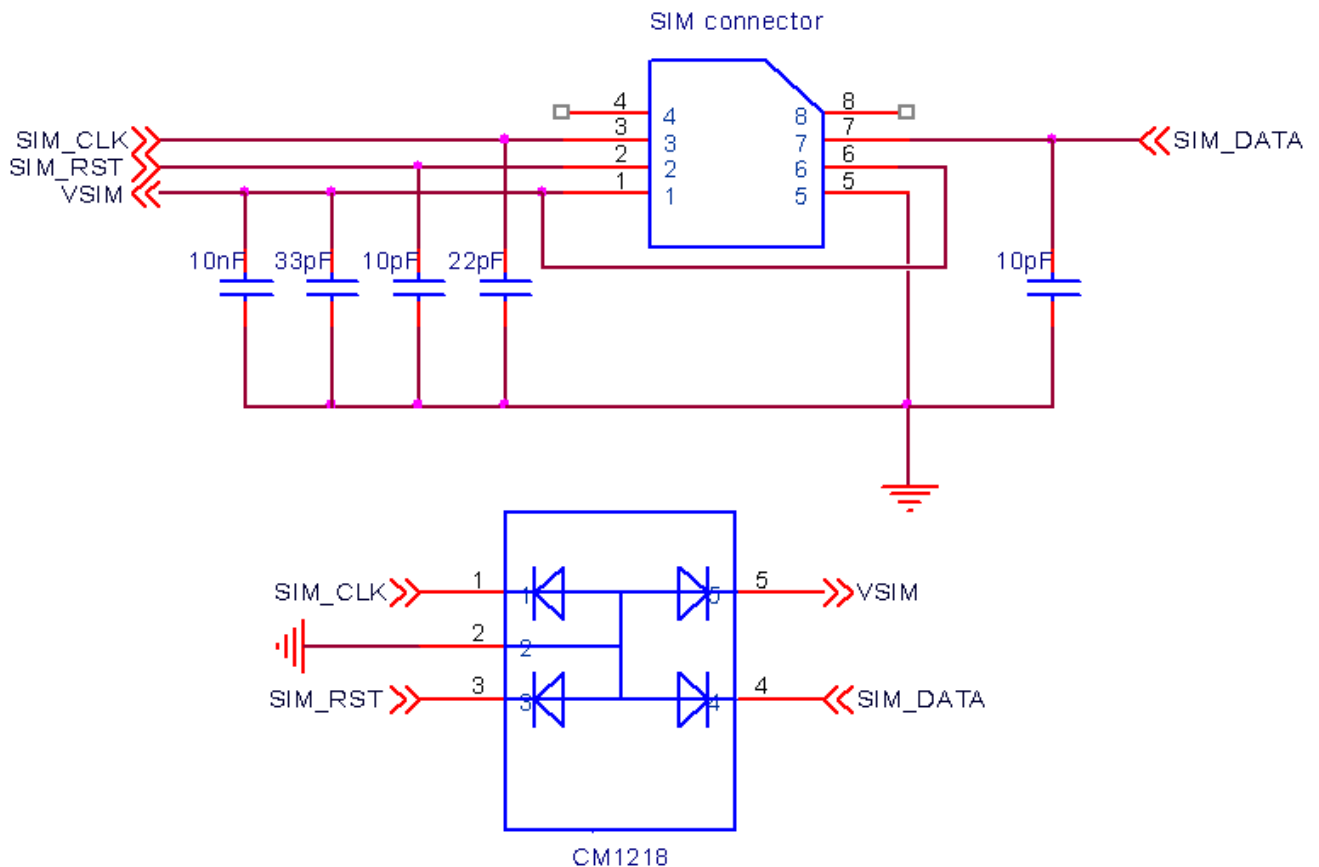 SIM connector
4 4 8 8
SIM_CLK 3 3 7 7 SIM_DATA
SIM_RST 2 2 6 6
VSIM 1 1 5 5
10nF 33pF 10pF 22pF 10pF
SIM_CLK 1 1 5 5 VSIM
2 2
SIM_RST 3 3 4 4 SIM_DATA
CM1218